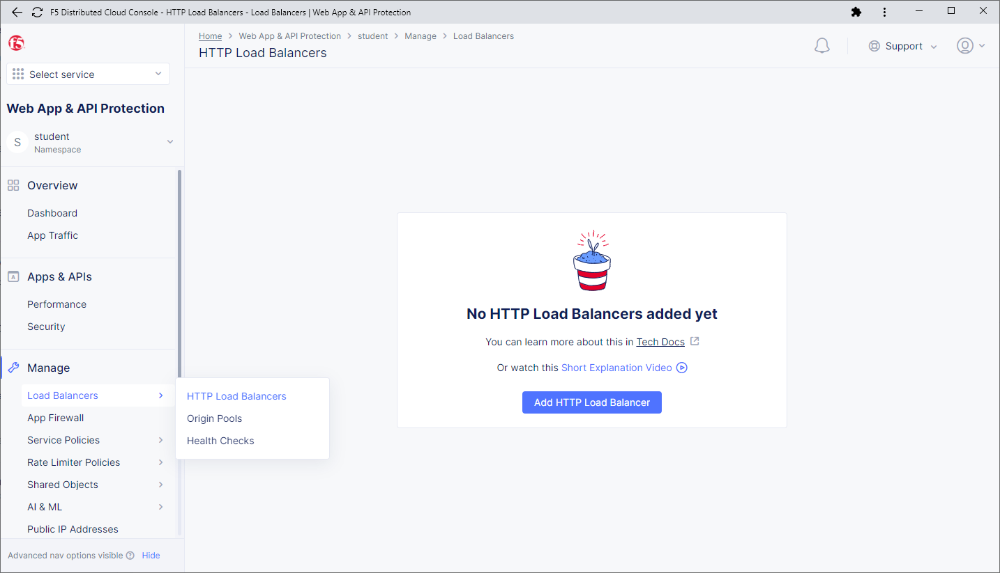 F5 Distributed Cloud Console - HTTP Load Balancers - Load Balancers | Web App & API Protection
f5
Select service
Web App & API Protection
S
student
Namespace
Overview
Dashboard
App Traffic
A
Apps & APIs
Performance
Security
Manage
Load Balancers
App Firewall
Service Policies
Rate Limiter Policies
Shared Objects
AI & ML
Public IP Addresses
Advanced nav options visible ? Hide
HTTP Load Balancers
Origin Pools
Health Checks
Home > Web App & API Protection > student > Manage > Load Balancers
HTTP Load Balancers
Support
No HTTP Load Balancers added yet
You can learn more about this in Tech Docs
Or watch this Short Explanation Video
Add HTTP Load Balancer